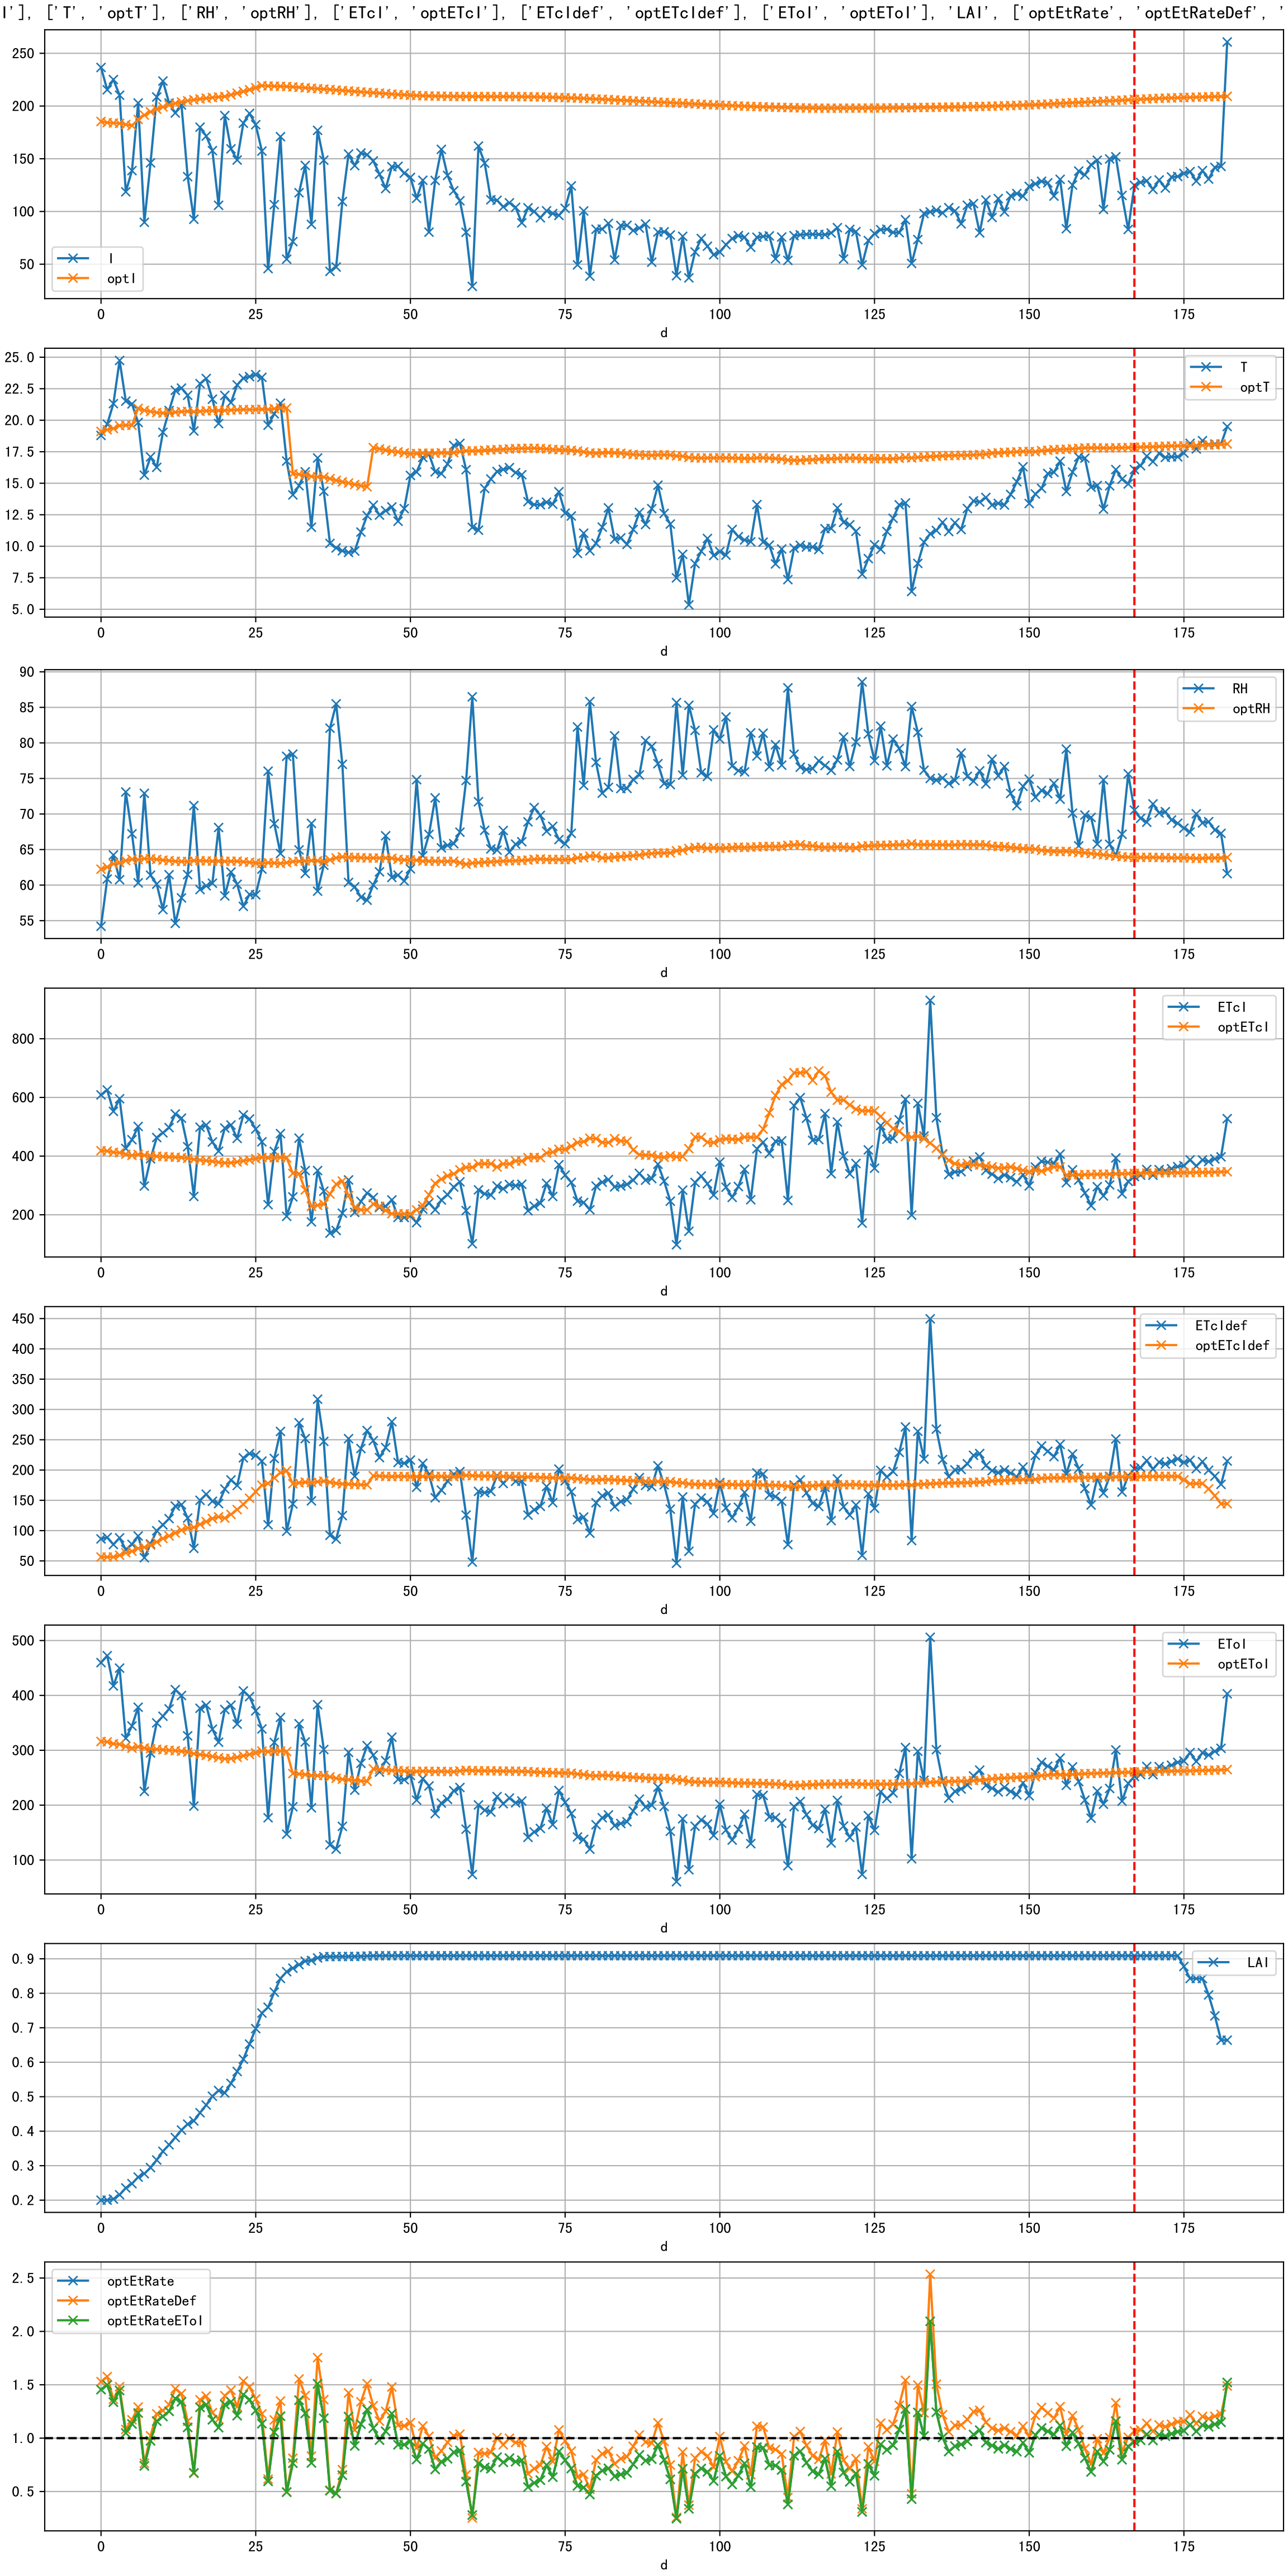 I'], ['T', 'optT'], ['RH', 'optRH'], ['ETcI', 'optETcI'], ['ETcIdef', 'optETcIdef'], ['EToI', 'optEToI'], 'LAI', ['optEtRate', 'optEtRateDef', '
250
200
150
100
50
I
optI
0 25 50 75 100 125 150 175
d
25.0
22.5
20.0
17.5
15.0
12.5
10.0
7.5
5.0
T
optT
0 25 50 75 100 125 150 175
d
90
85
80
75
70
65
60
55
RH
optRH
0 25 50 75 100 125 150 175
d
800
600
400
200
ETcI
optETcI
0 25 50 75 100 125 150 175
d
450
400
350
300
250
200
150
100
50
ETcIdef
optETcIdef
0 25 50 75 100 125 150 175
d
500
400
300
200
100
EToI
optEToI
0 25 50 75 100 125 150 175
d
0.9
0.8
0.7
0.6
0.5
0.4
0.3
0.2
LAI
0 25 50 75 100 125 150 175
d
2.5
2.0
1.5
1.0
0.5
optEtRate
optEtRateDef
optEtRateEToI
0 25 50 75 100 125 150 175
d